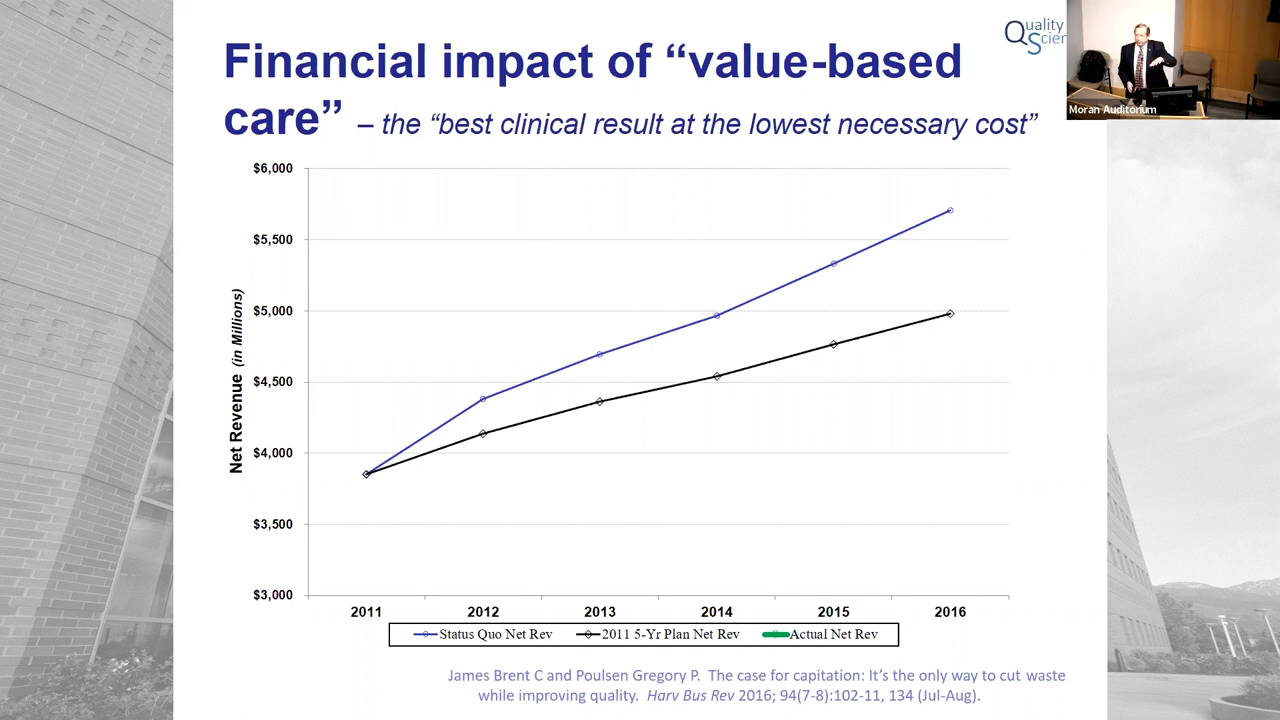 Financial impact of “value-based
care” – the “best clinical result at the lowest necessary cost”
Quality
Scien
Moran Auditorium
$6,000
$5,500
$5,000
$4,500
$4,000
$3,500
$3,000
Net Revenue (in Millions)
2011 2012 2013 2014 2015 2016
Status Quo Net Rev 2011 5-Yr Plan Net Rev Actual Net Rev
James Brent C and Poulsen Gregory P. The case for capitation: It’s the only way to cut waste
while improving quality. Harv Bus Rev 2016; 94(7-8):102-11, 134 (Jul-Aug).